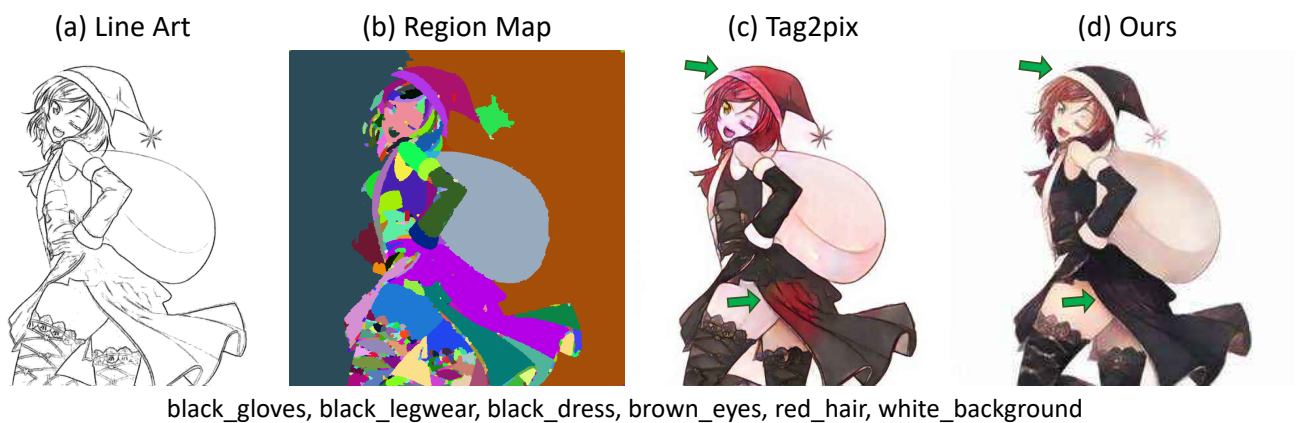 (a) Line Art (b) Region Map (c) Tag2pix (d) Ours
black_gloves, black_legwear, black_dress, brown_eyes, red_hair, white_background